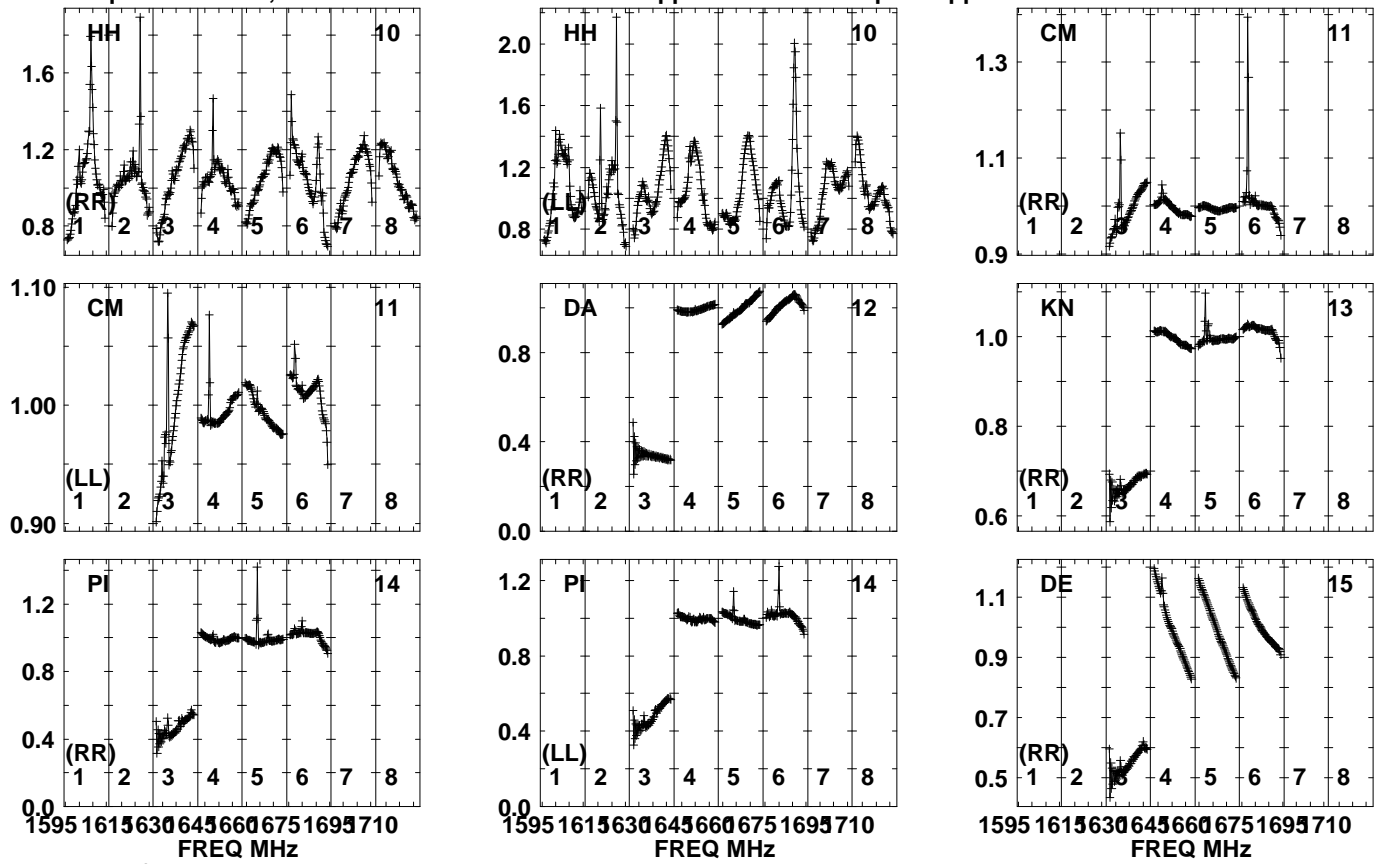 HH 10
1.6
1.2
0.8
(RR)
1 2 3 4 5 6 7 8
HH 10
2.0
1.6
1.2
0.8
(LL)
1 2 3 4 5 6 7 8
CM 11
1.3
1.1
0.9
(RR)
1 2 3 4 5 6 7 8
CM 11
1.10
1.00
0.90
(LL)
1 2 3 4 5 6 7 8
DA 12
0.8
0.4
0.0
(RR)
1 2 3 4 5 6 7 8
KN 13
1.0
0.8
0.6
(RR)
1 2 3 4 5 6 7 8
PI 14
1.2
0.8
0.4
0.0
(RR)
1 2 3 4 5 6 7 8
1595 1615 1630 1645 1660 1675 1695 1710
FREQ MHz
PI 14
1.2
0.8
0.4
0.0
(LL)
1 2 3 4 5 6 7 8
1595 1615 1630 1645 1660 1675 1695 1710
FREQ MHz
DE 15
1.1
0.9
0.7
0.5
(RR)
1 2 3 4 5 6 7 8
1595 1615 1630 1645 1660 1675 1695 1710
FREQ MHz